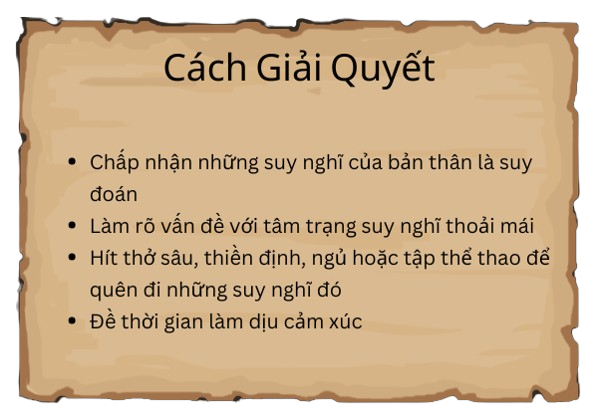 Cách Giải Quyết
• Chấp nhận những suy nghĩ của bản thân là suy
đoán
• Làm rõ vấn đề với tâm trạng suy nghĩ thoải mái
• Hít thở sâu, thiền định, ngủ hoặc tập thể thao để
quên đi những suy nghĩ đó
• Đề thời gian làm dịu cảm xúc